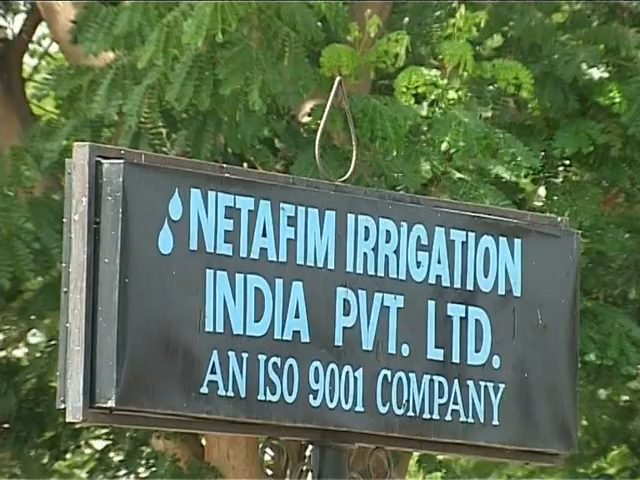 NETAFIM IRRIGATION
INDIA PVT. LTD.
AN ISO 9001 COMPANY